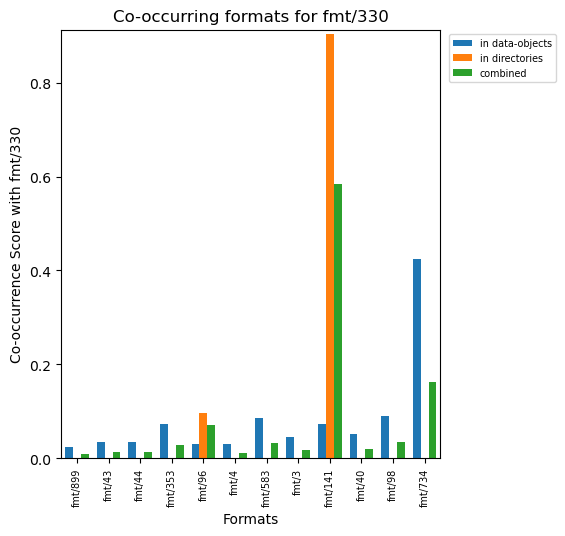 Co-occurring formats for fmt/330
in data-objects
in directories
combined
Co-occurrence Score with fmt/330
0.8
0.6
0.4
0.2
0.0
fmt/899
fmt/43
fmt/44
fmt/353
fmt/96
fmt/4
fmt/583
fmt/3
fmt/141
fmt/40
fmt/98
fmt/734
Formats